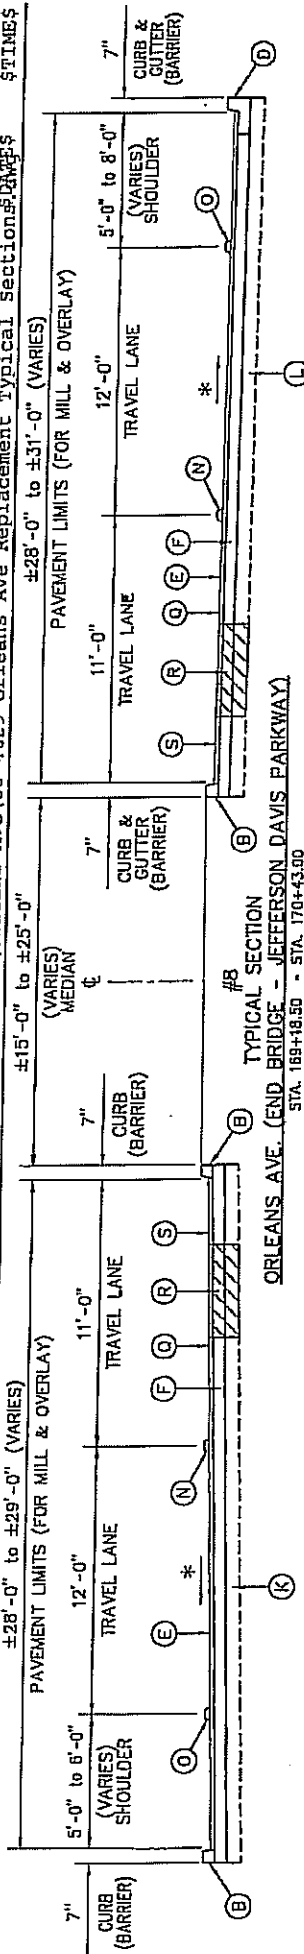 Orleans Ave Replacement Typical Sections.dwg
$DATES $TIMES$
±28'-0" to ±29'-0" (VARIES)
PAVEMENT LIMITS (FOR MILL & OVERLAY)
±15'-0" to ±25'-0"
(VARIES)
MEDIAN
±28'-0" to ±31'-0" (VARIES)
PAVEMENT LIMITS (FOR MILL & OVERLAY)
7"
CURB
(BARRIER)
5'-0" to 6'-0"
(VARIES)
SHOULDER
12'-0"
TRAVEL LANE
11'-0"
TRAVEL LANE
7"
CURB
(BARRIER)
℄
7"
CURB &
GUTTER
(BARRIER)
11'-0"
TRAVEL LANE
12'-0"
TRAVEL LANE
5'-0" to 8'-0"
(VARIES)
SHOULDER
7"
CURB &
GUTTER
(BARRIER)
B
O
E
*
N
F
Q
R
S
B
K
B
S
R
Q
E
F
N
*
O
D
L
#8
TYPICAL SECTION
ORLEANS AVE. (END BRIDGE - JEFFERSON DAVIS PARKWAY)
STA. 169+18.50 - STA. 170+43.00